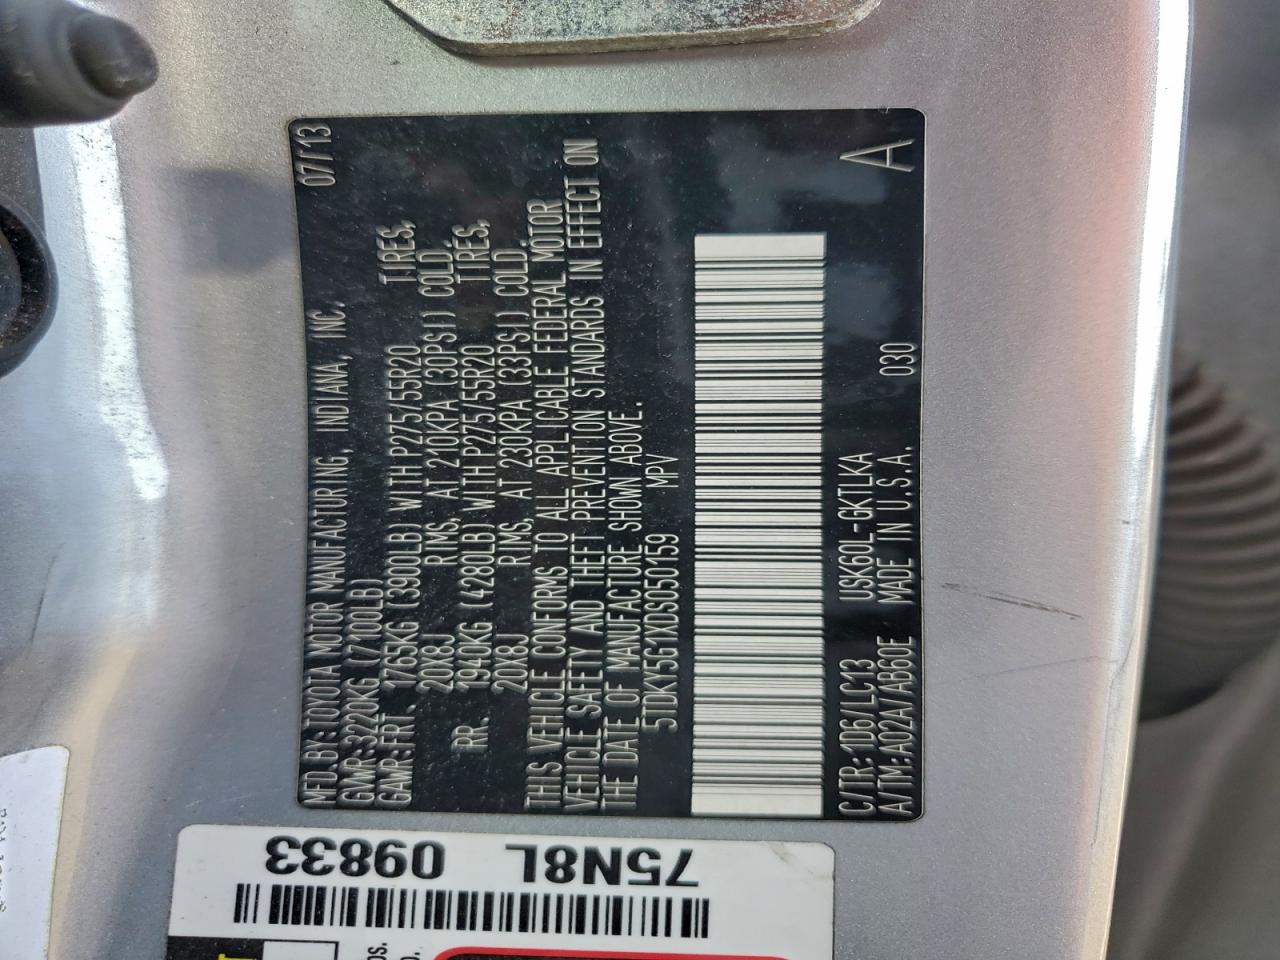 MFD.BY:TOYOTA MOTOR MANUFACTURING, INDIANA, INC. 07/13
GVWR:3220KG (7100LB)
GAWR:FRT. 1765KG (3900LB) WITH P275/55R20 TIRES,
20X8J RIMS, AT 210KPA (30PSI) COLD.
RR. 1940KG (4280LB) WITH P275/55R20 TIRES,
20X8J RIMS, AT 230KPA (33PSI) COLD
THIS VEHICLE CONFORMS TO ALL APPLICABLE FEDERAL MOTOR
VEHICLE SAFETY AND THEFT PREVENTION STANDARDS IN EFFECT ON
THE DATE OF MANIFACTURE SHOWN ABOVE.
5TDKY5G1XDS050159 MPV
C/TR: 1D6/LC13 USK60L-GKTLKA
A/TM:A02A/AB60E MADE IN U.S.A. 030 A
75N8L 09833